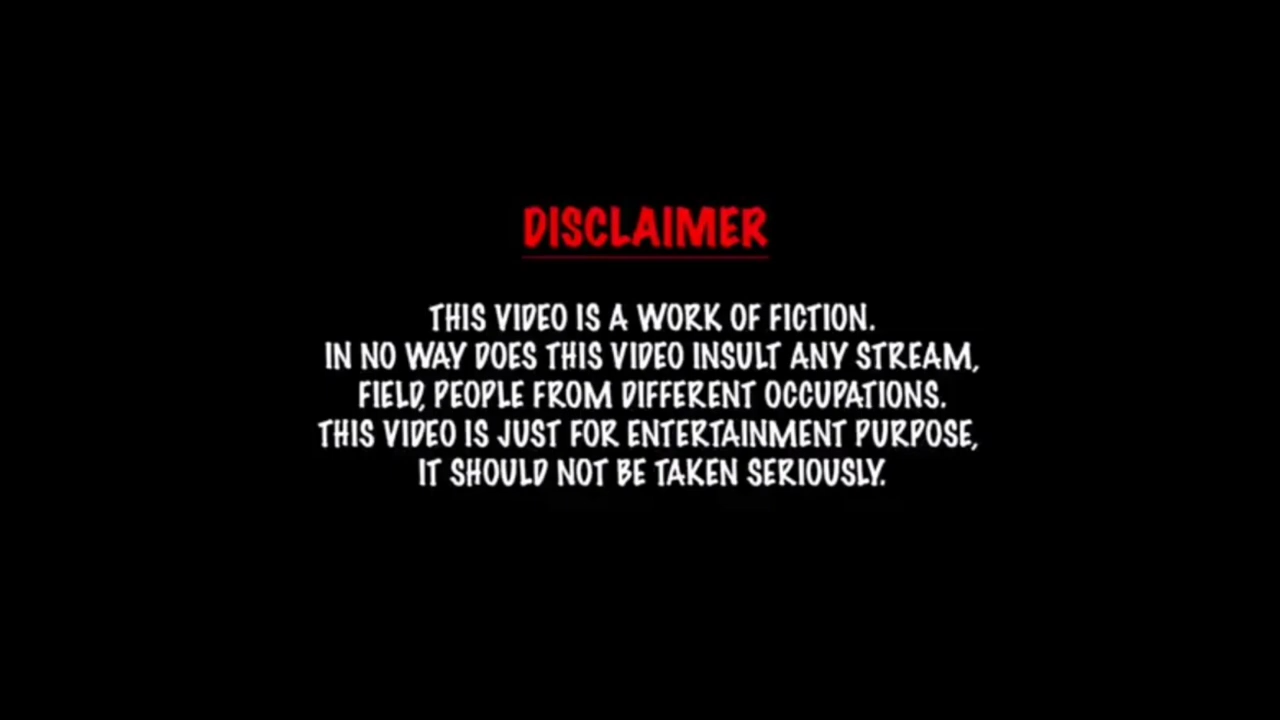 DISCLAIMER
THIS VIDEO IS A WORK OF FICTION.
IN NO WAY DOES THIS VIDEO INSULT ANY STREAM,
FIELD, PEOPLE FROM DIFFERENT OCCUPATIONS.
THIS VIDEO IS JUST FOR ENTERTAINMENT PURPOSE,
IT SHOULD NOT BE TAKEN SERIOUSLY.